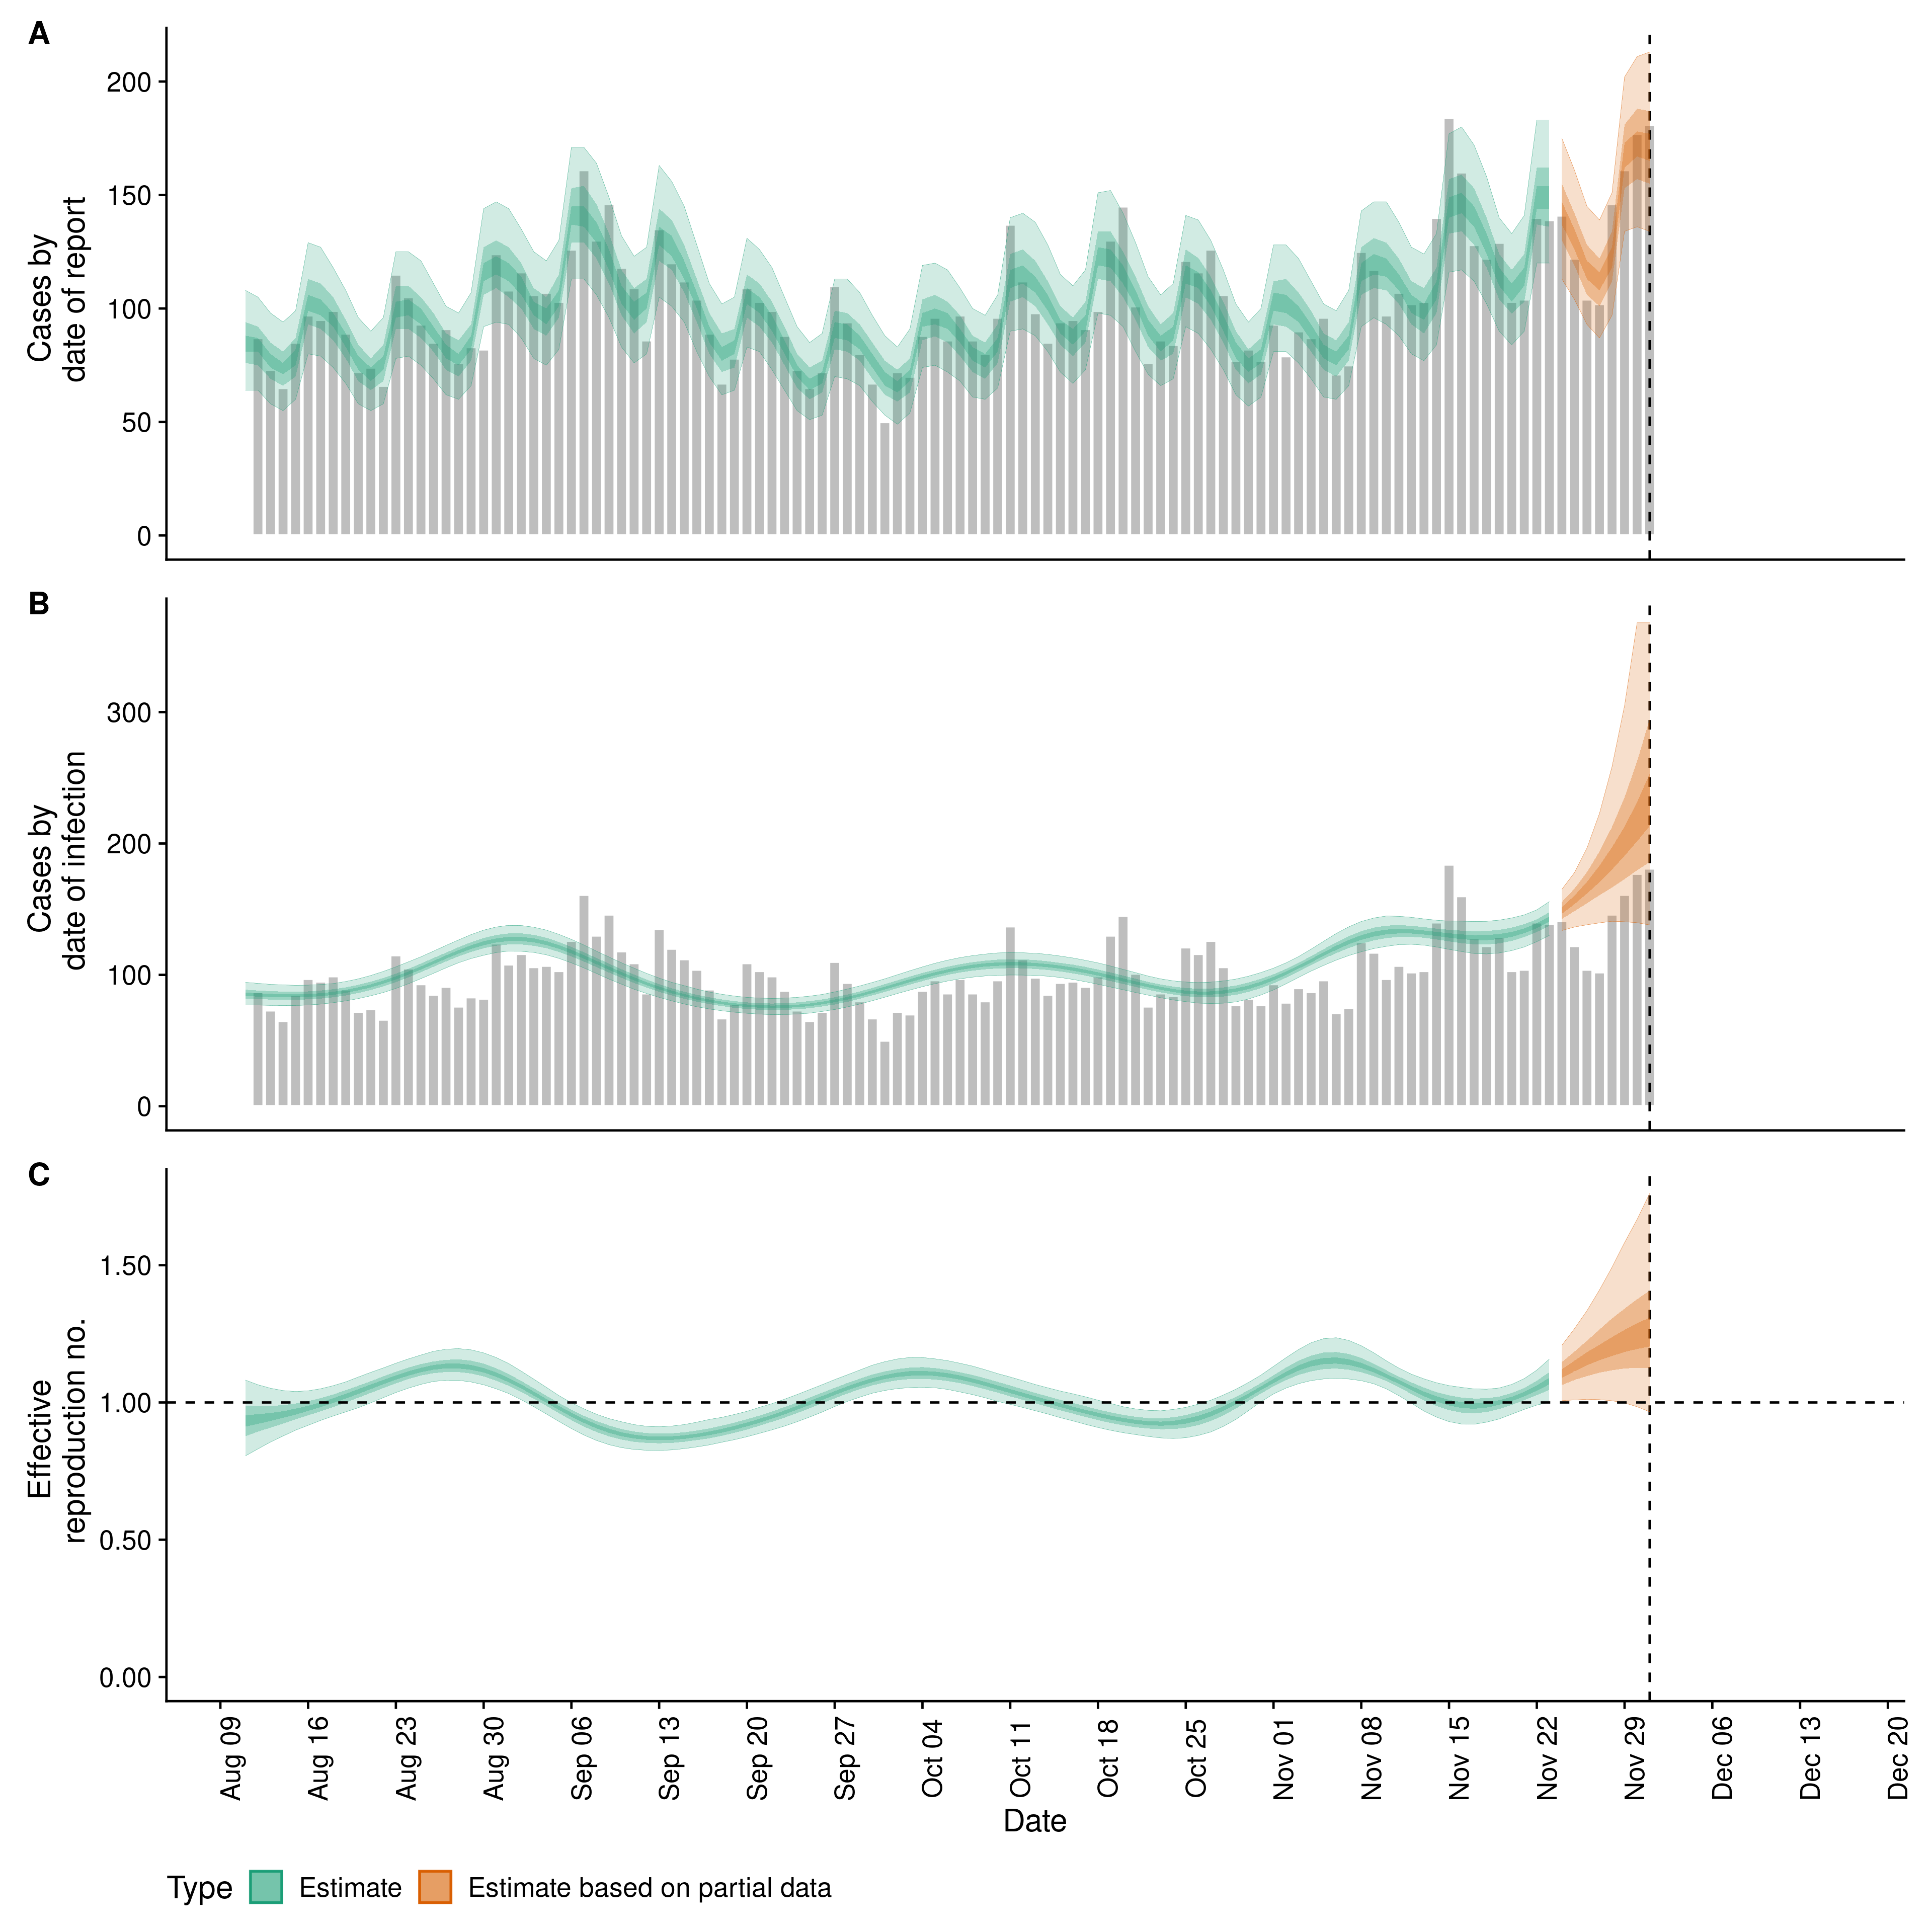 A
Cases by
date of report
200
150
100
50
0
B
Cases by
date of infection
300
200
100
0
C
Effective
reproduction no.
1.50
1.00
0.50
0.00
Aug 09
Aug 16
Aug 23
Aug 30
Sep 06
Sep 13
Sep 20
Sep 27
Oct 04
Oct 11
Oct 18
Oct 25
Nov 01
Nov 08
Nov 15
Nov 22
Nov 29
Dec 06
Dec 13
Dec 20
Date
Type Estimate Estimate based on partial data